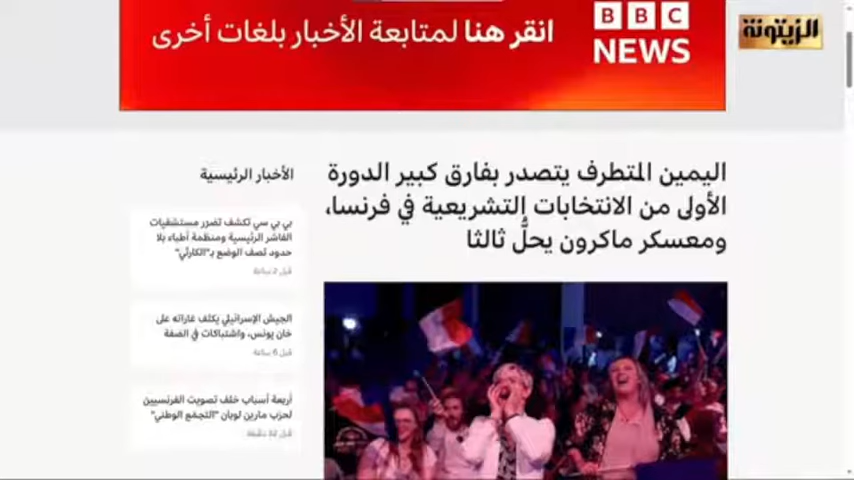 انقر هنا لمتابعة الأخبار بلغات أخرى
BBC
NEWS
الزيتونة
اليمين المتطرف يتصدر بفارق كبير الدورة
الأولى من الانتخابات التشريعية في فرنسا،
ومعسكر ماكرون يحلُّ ثالثا
الأخبار الرئيسية
بي بي سي تكشف تضرر مستشفيات
الفاشر الرئيسية ومنظمة أطباء بلا
حدود تصف الوضع بـ"الكارثي"
قبل 2 ساعة
الجيش الإسرائيلي يكثف غاراته على
خان يونس، واشتباكات في الضفة
قبل 6 ساعة
أربعة أسباب خلف تصويت الفرنسيين
لحزب مارين لوبان "التجمع الوطني"
قبل 32 دقيقة